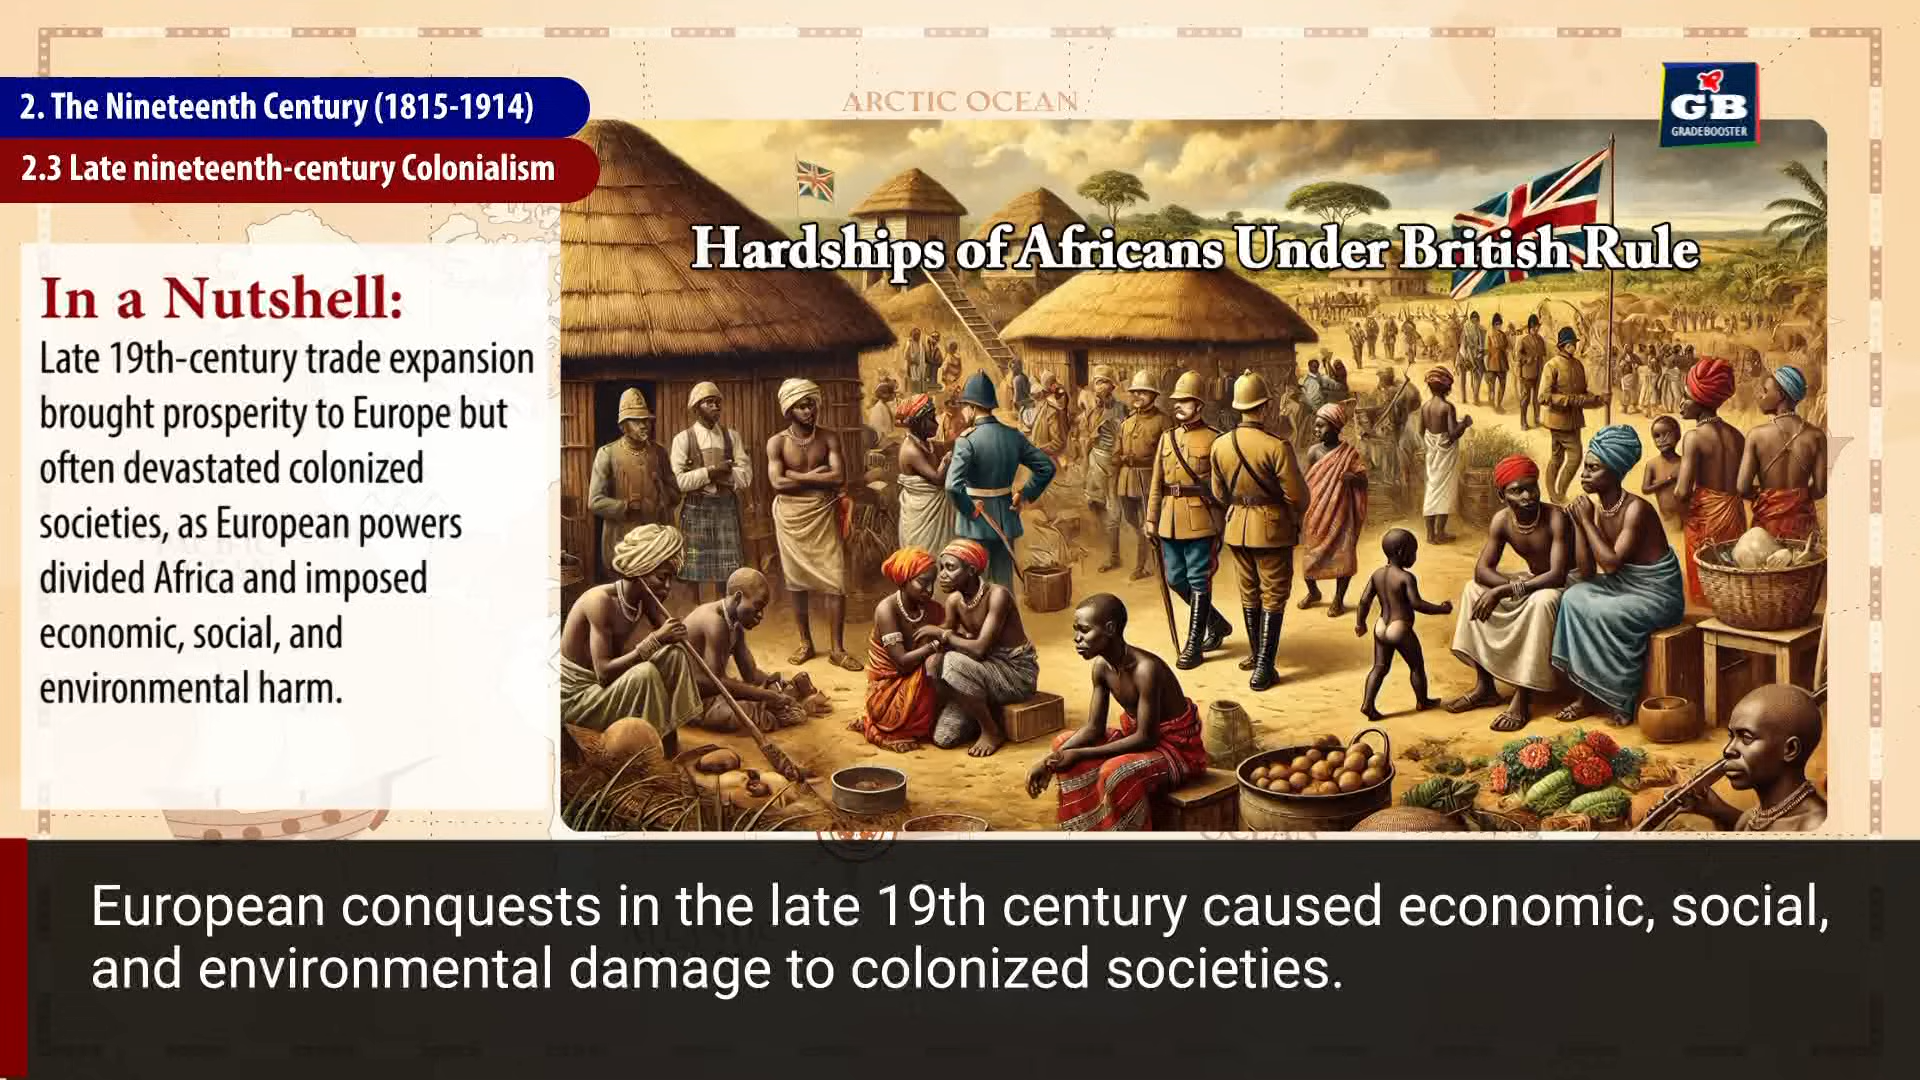 ARCTIC OCEAN
2. The Nineteenth Century (1815-1914)
2.3 Late nineteenth-century Colonialism
GB
GRADEBOOSTER
Hardships of Africans Under British Rule
In a Nutshell:
Late 19th-century trade expansion
brought prosperity to Europe but
often devastated colonized
societies, as European powers
divided Africa and imposed
economic, social, and
environmental harm.
European conquests in the late 19th century caused economic, social,
and environmental damage to colonized societies.